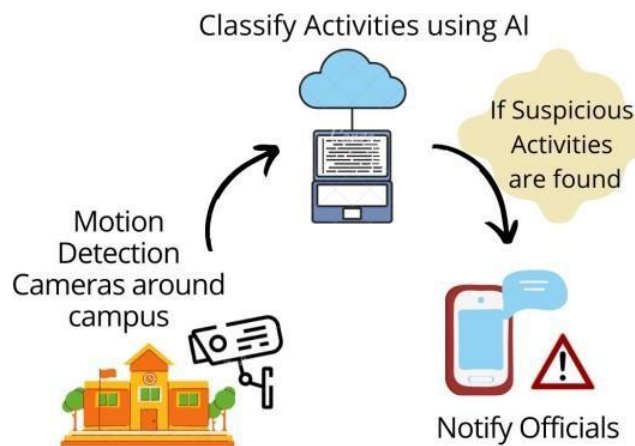 Classify Activities using AI
If Suspicious
Activities
are found
Motion
Detection
Cameras around
campus
Notify Officials